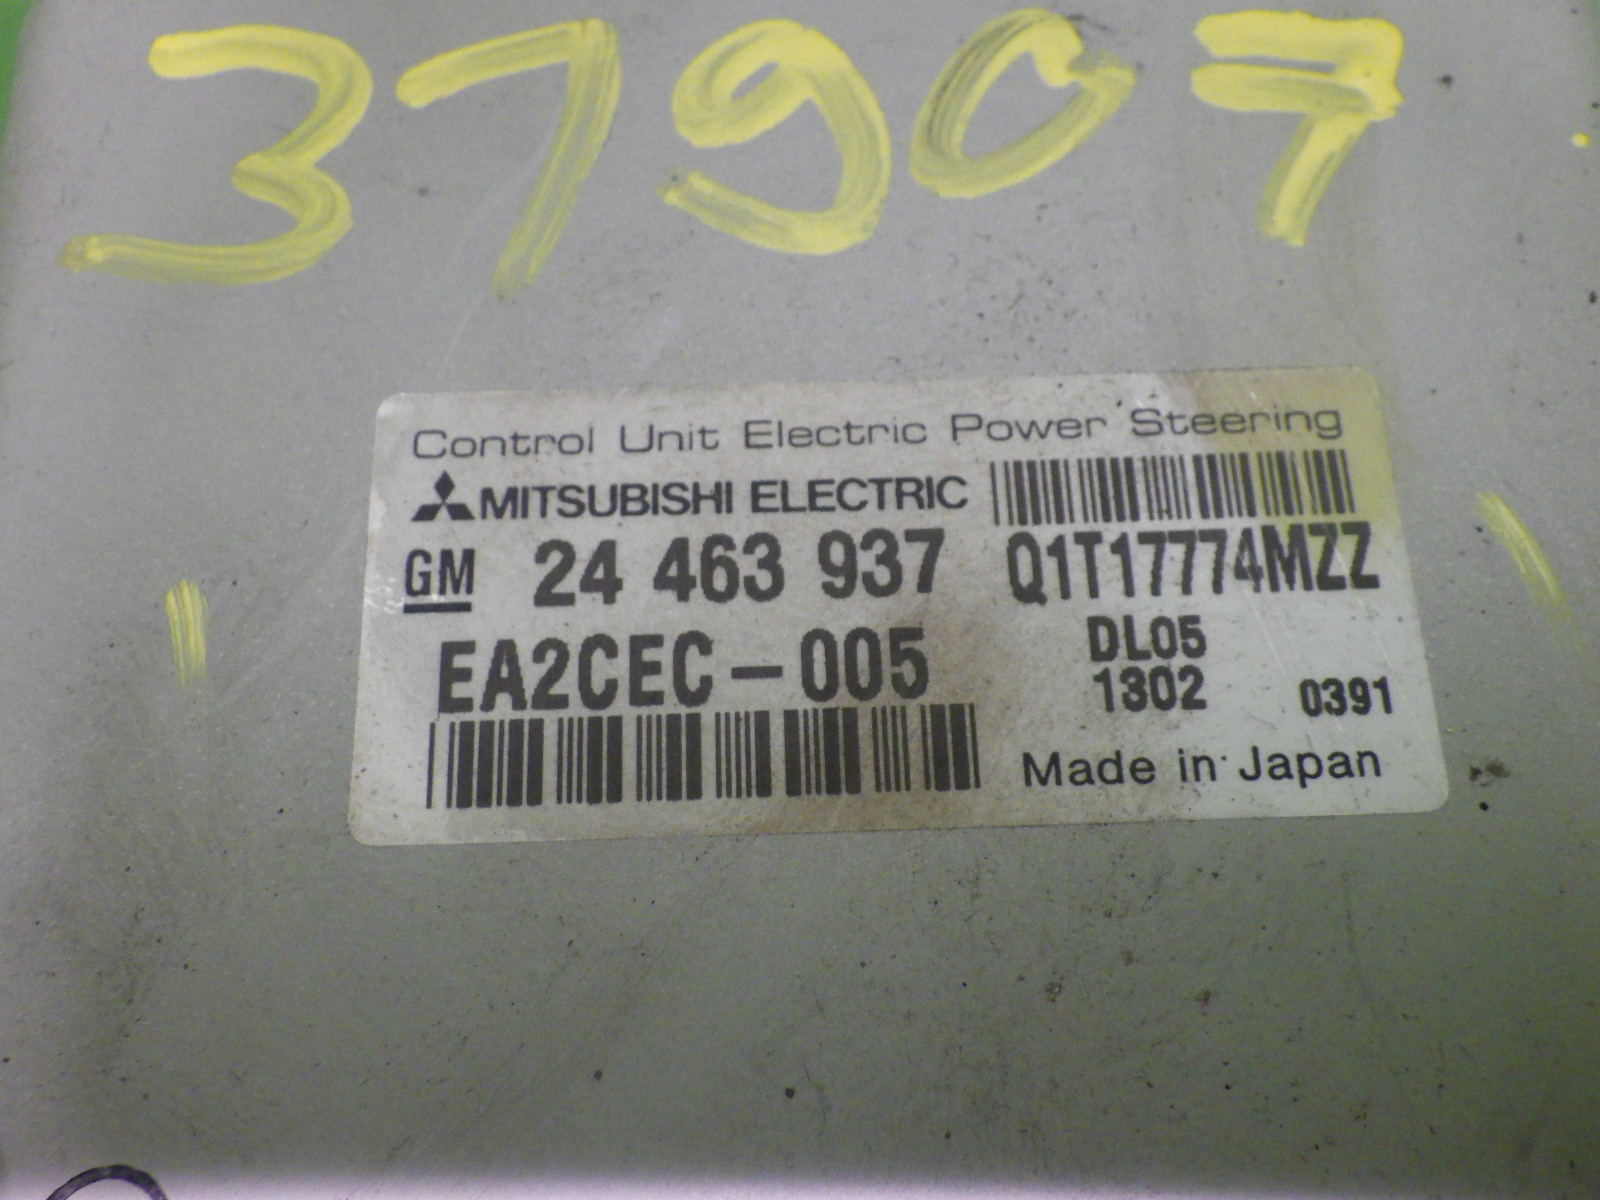 37907
Control Unit Electric Power Steering
MITSUBISHI ELECTRIC
GM 24 463 937 Q1T17774MZZ
EA2CEC-005 DL05
1302 0391
Made in Japan